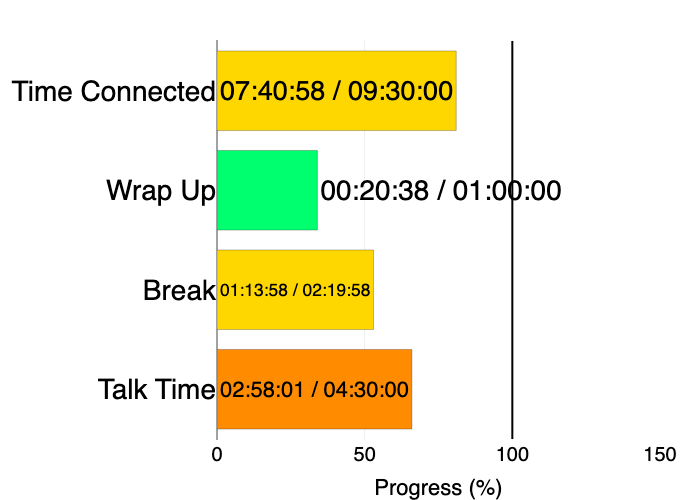 Time Connected 07:40:58 / 09:30:00
Wrap Up 00:20:38 / 01:00:00
Break 01:13:58 / 02:19:58
Talk Time 02:58:01 / 04:30:00
0 50 100 150
Progress (%)